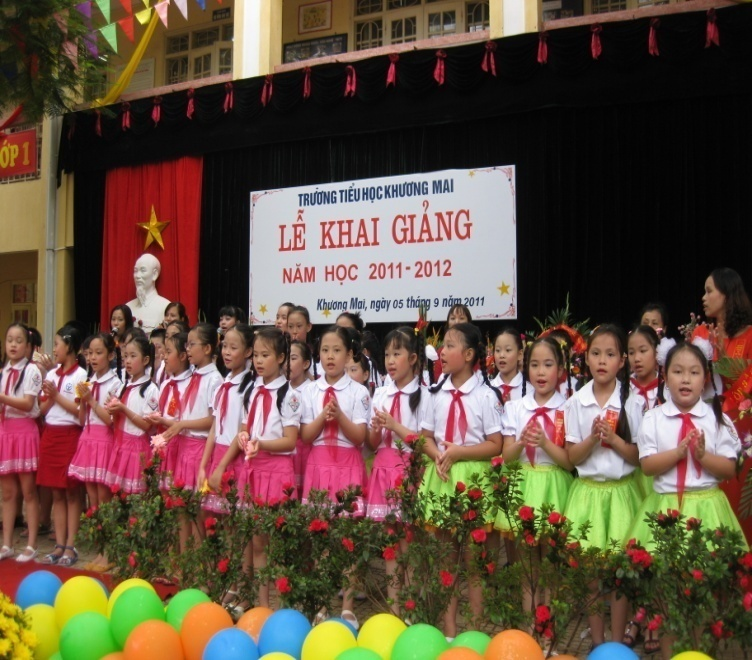 TRƯỜNG TIỂU HỌC KHƯƠNG MAI
LỄ KHAI GIẢNG
NĂM HỌC 2011-2012
Khương Mai, ngày 05 tháng 9 năm 2011
ỚP 1